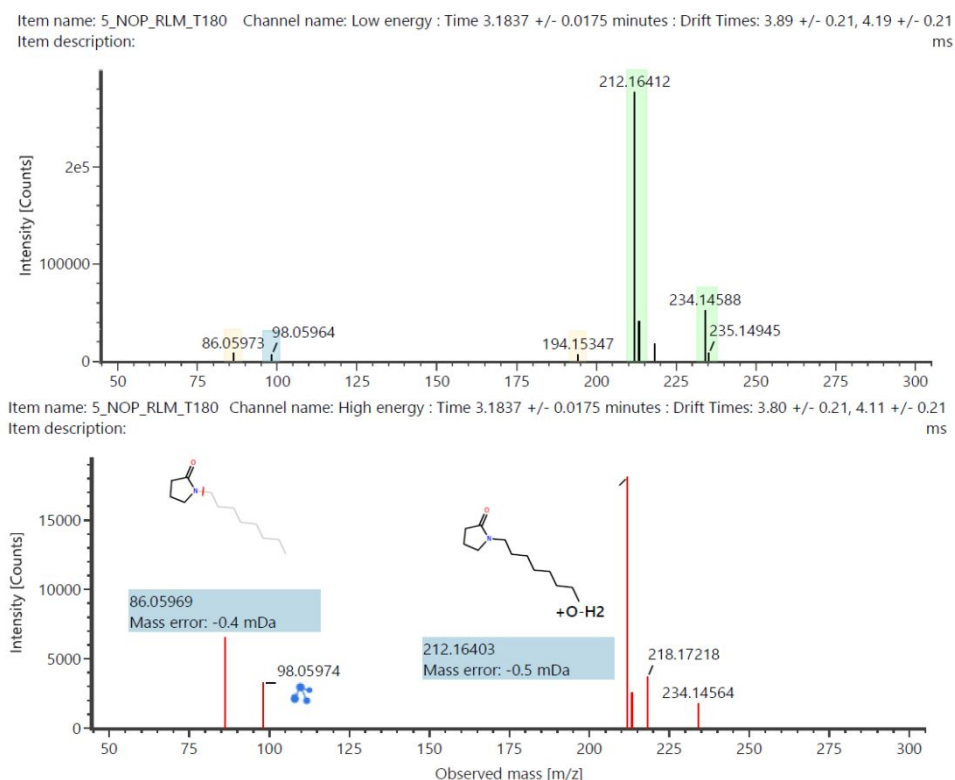 Item name: 5_NOP_RLM_T180 Channel name: Low energy : Time 3.1837 +/- 0.0175 minutes : Drift Times: 3.89 +/- 0.21, 4.19 +/- 0.21
Item description: ms
212.16412
2e5
Intensity [Counts]
100000
234.14588
86.05973 98.05964 194.15347 235.14945
0
50 75 100 125 150 175 200 225 250 275 300
Item name: 5_NOP_RLM_T180 Channel name: High energy : Time 3.1837 +/- 0.0175 minutes : Drift Times: 3.80 +/- 0.21, 4.11 +/- 0.21
Item description: ms
O
N
15000
O
N
+O-H2
Intensity [Counts]
10000
86.05969
Mass error: -0.4 mDa
212.16403
Mass error: -0.5 mDa
5000
98.05974
218.17218
234.14564
0
50 75 100 125 150 175 200 225 250 275 300
Observed mass [m/z]